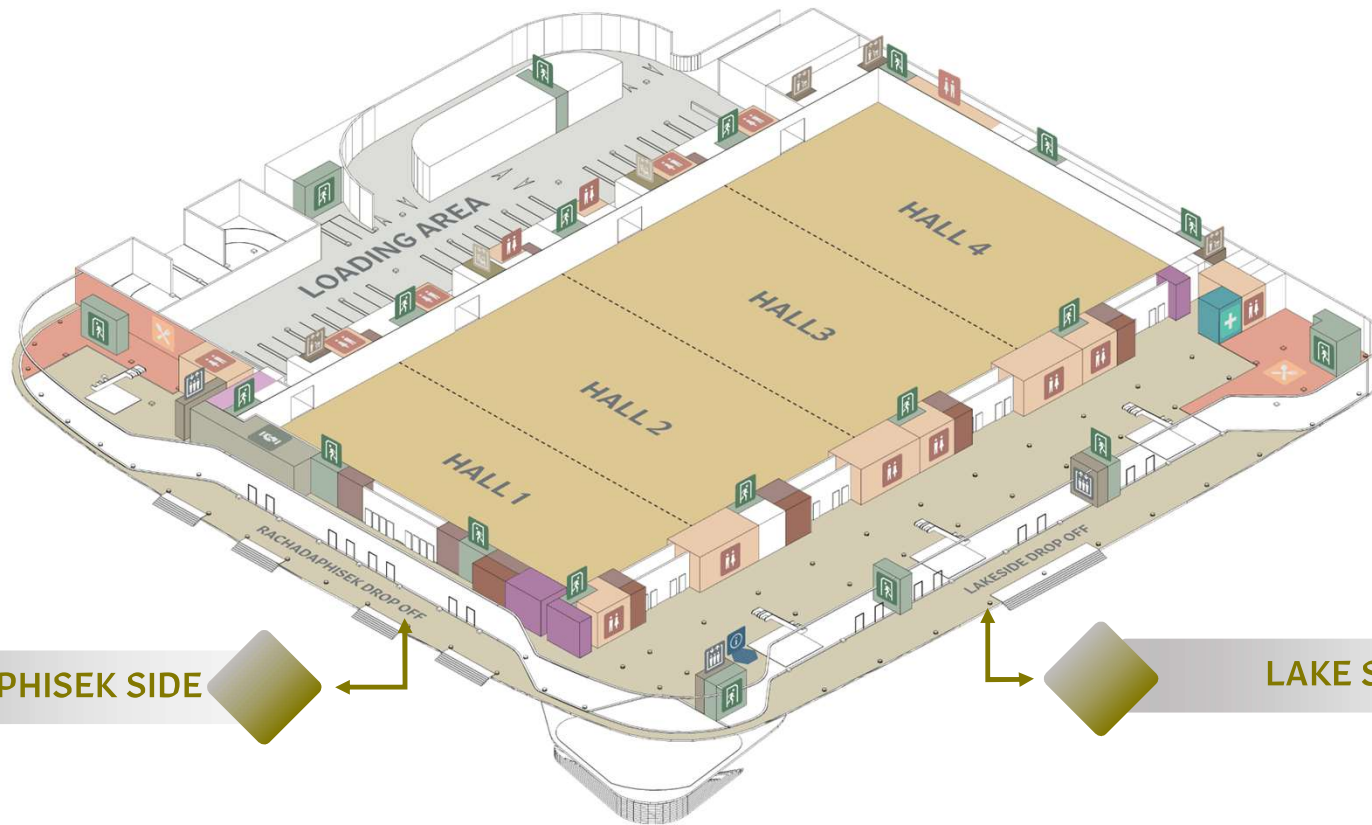 LOADING AREA
HALL 4
HALL3
HALL 2
HALL 1
RACHADAPHISEK DROP OFF
LAKESIDE DROP OFF
PHISEK SIDE
LAKE S